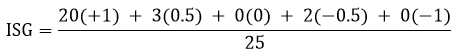 ISG = 20(+1) + 3(0.5) + 0(0) + 2(−0.5) + 0(−1)
25